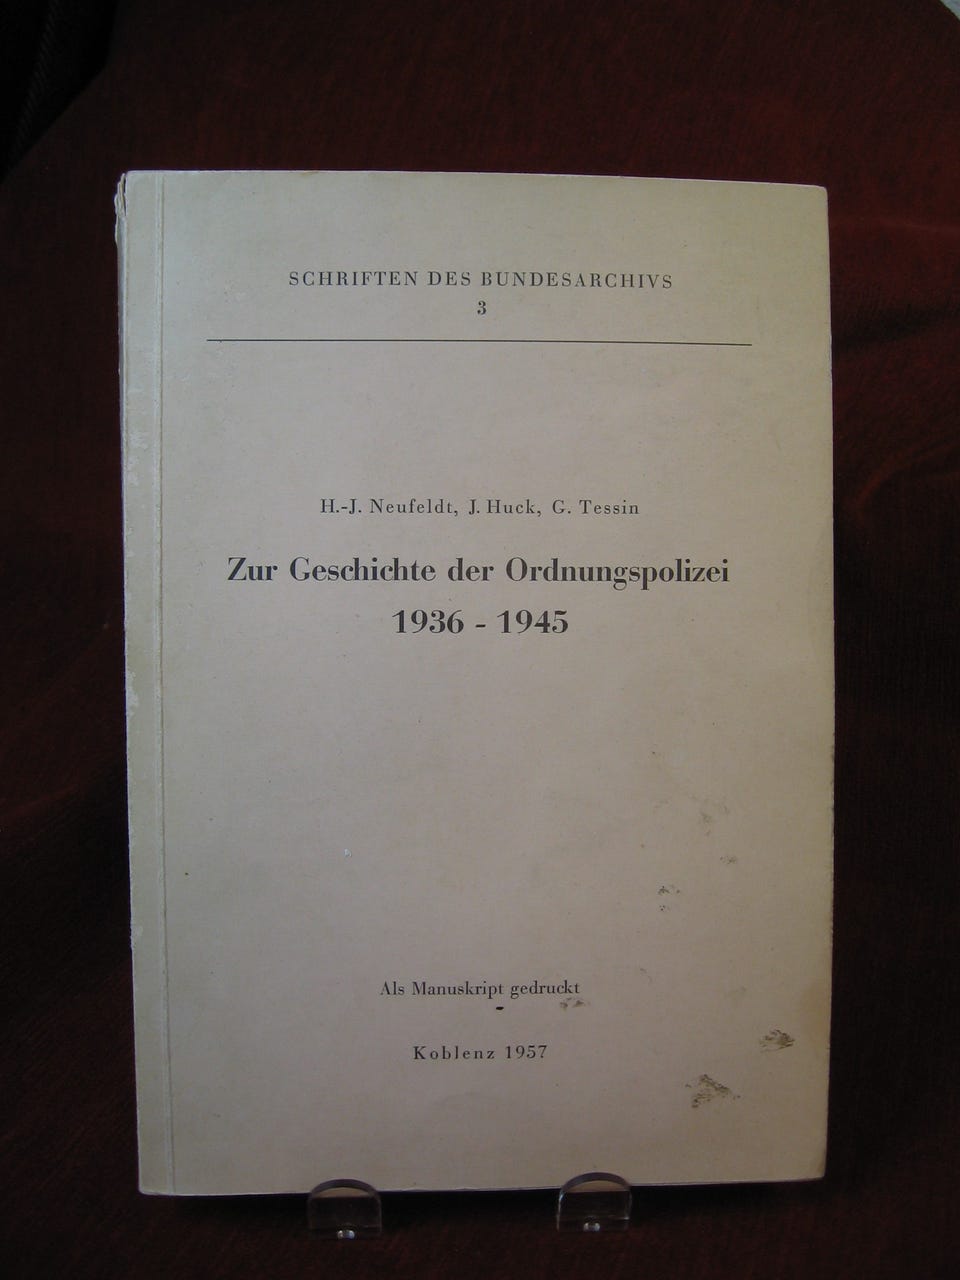 SCHRIFTEN DES BUNDESARCHIVS
3
H.-J. Neufeldt, J. Huck, G. Tessin
Zur Geschichte der Ordnungspolizei
1936 - 1945
Als Manuskript gedruckt
Koblenz 1957